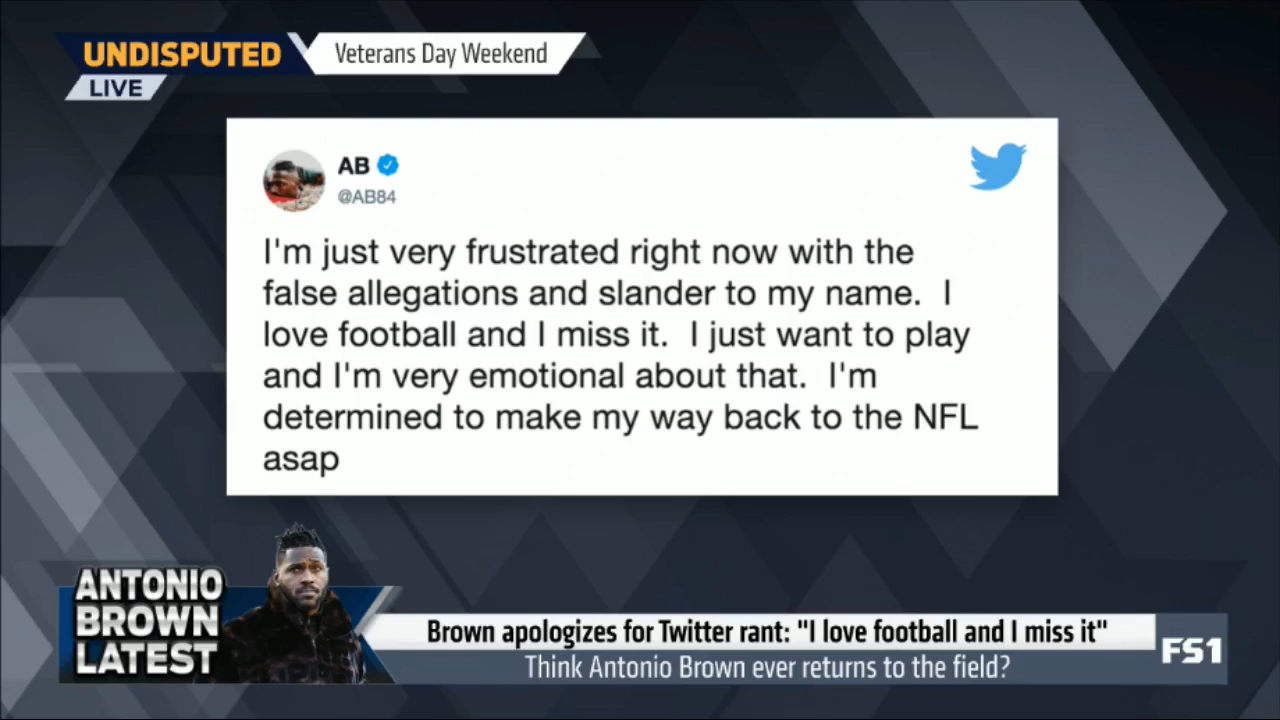 UNDISPUTED
Veterans Day Weekend
LIVE
AB
@AB84
I'm just very frustrated right now with the
false allegations and slander to my name.  I
love football and I miss it.  I just want to play
and I'm very emotional about that.  I'm
determined to make my way back to the NFL
asap
ANTONIO
BROWN
LATEST
Brown apologizes for Twitter rant: "I love football and I miss it"
Think Antonio Brown ever returns to the field?
FS1